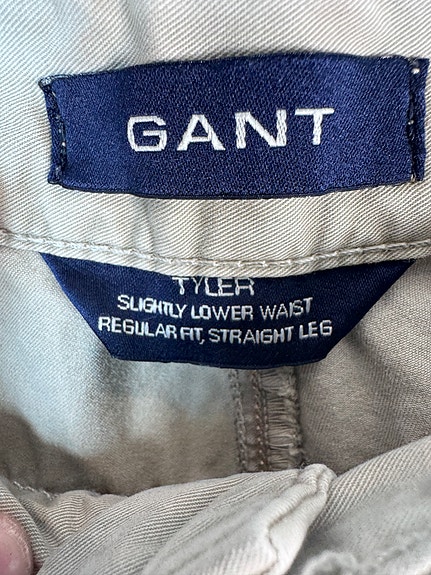 GANT
TYLER
SLIGHTLY LOWER WAIST
REGULAR FIT, STRAIGHT LEG